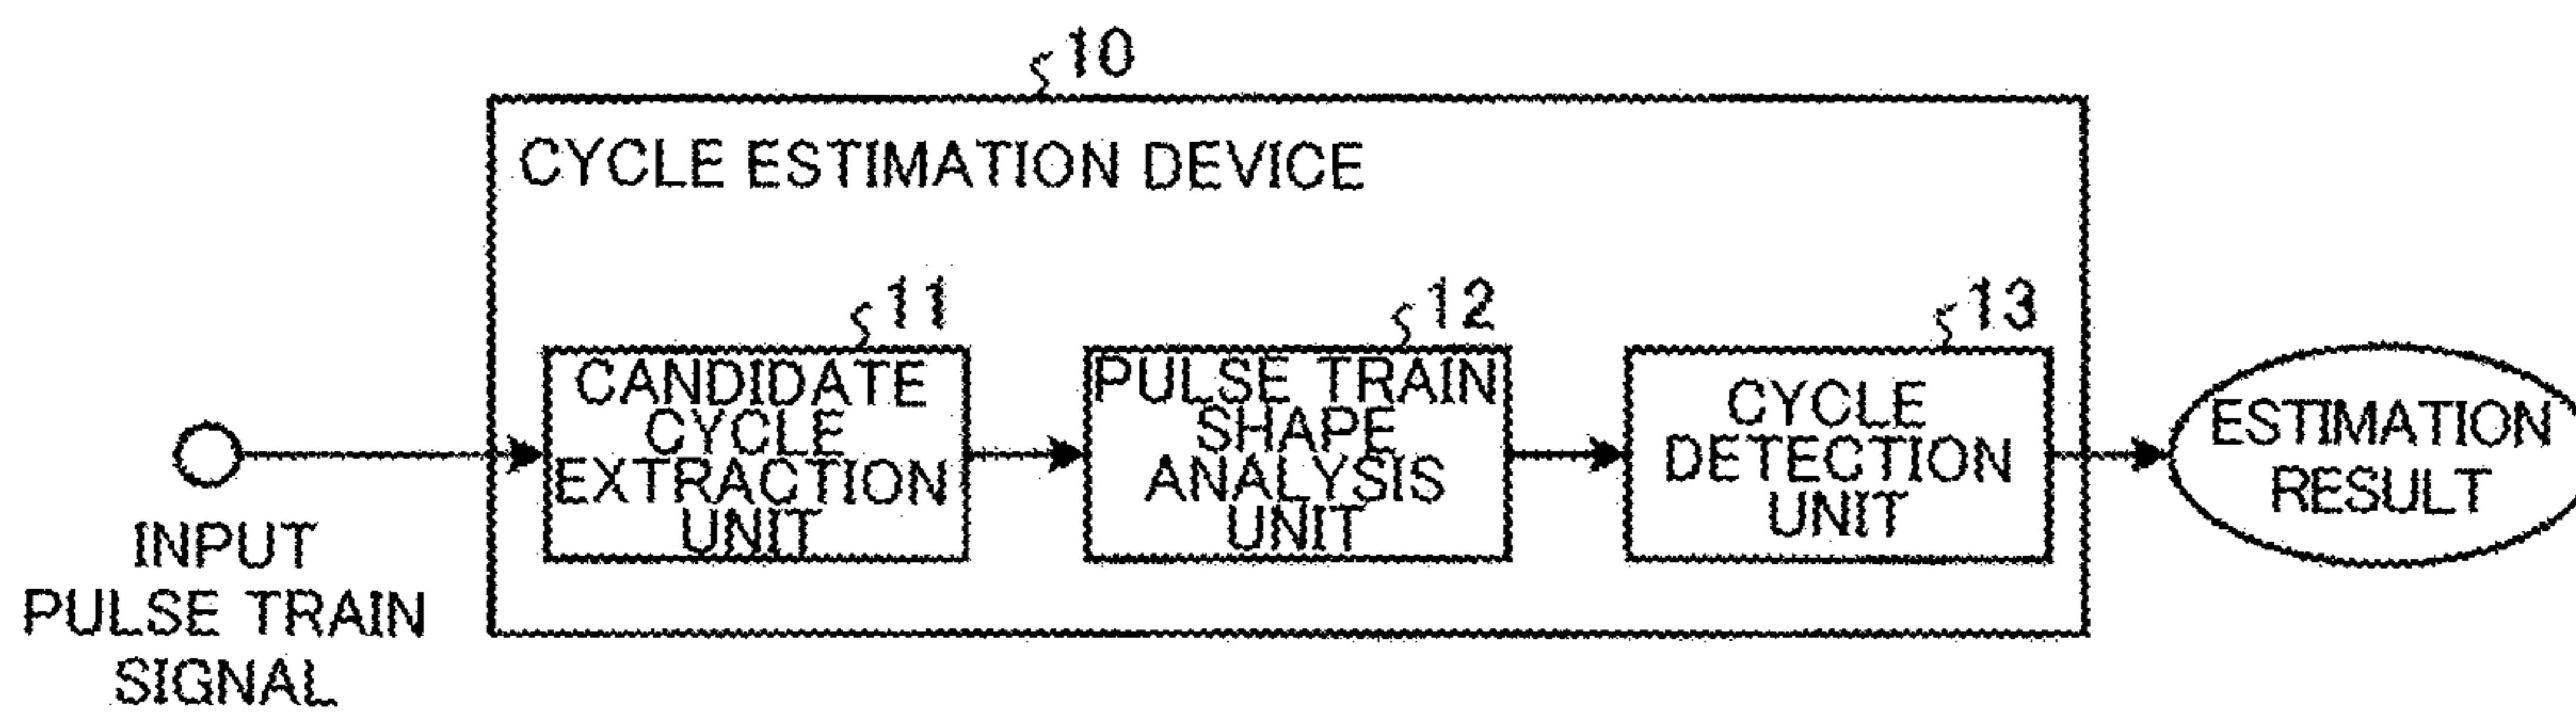 10
CYCLE ESTIMATION DEVICE
11
CANDIDATE
CYCLE
EXTRACTION
UNIT
12
PULSE TRAIN
SHAPE
ANALYSIS
UNIT
13
CYCLE
DETECTION
UNIT
ESTIMATION
RESULT
INPUT
PULSE TRAIN
SIGNAL